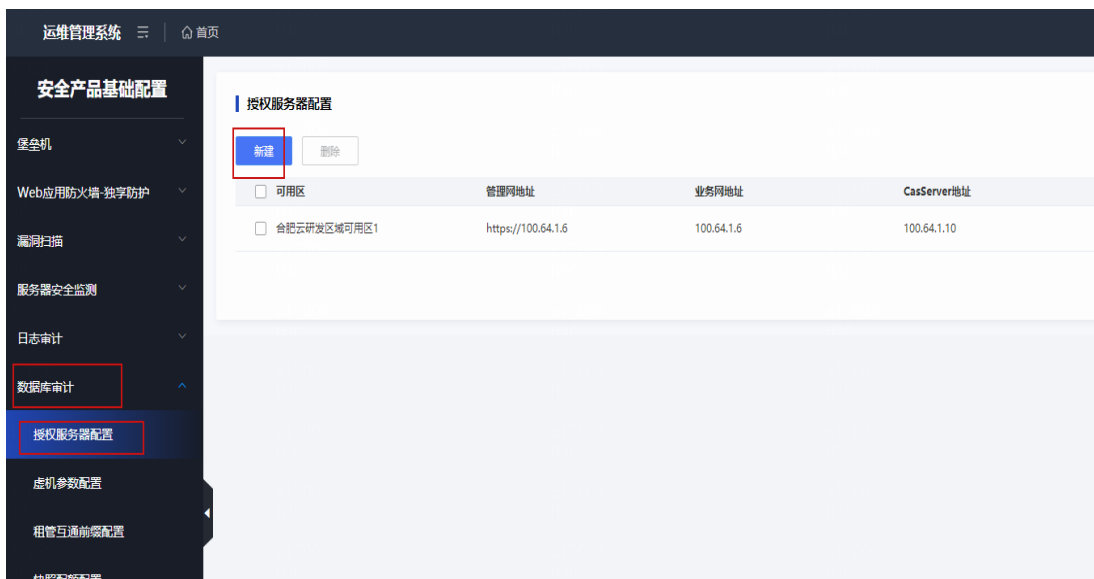 运维管理系统 首页
安全产品基础配置
堡垒机
Web应用防火墙-独享防护
漏洞扫描
服务器安全监测
日志审计
数据库审计
授权服务器配置
虚机参数配置
租管互通前缀配置
快照配额配置
授权服务器配置
新建 删除
可用区 管理网地址 业务网地址 CasServer地址
合肥云研发区域可用区1 https://100.64.1.6 100.64.1.6 100.64.1.10